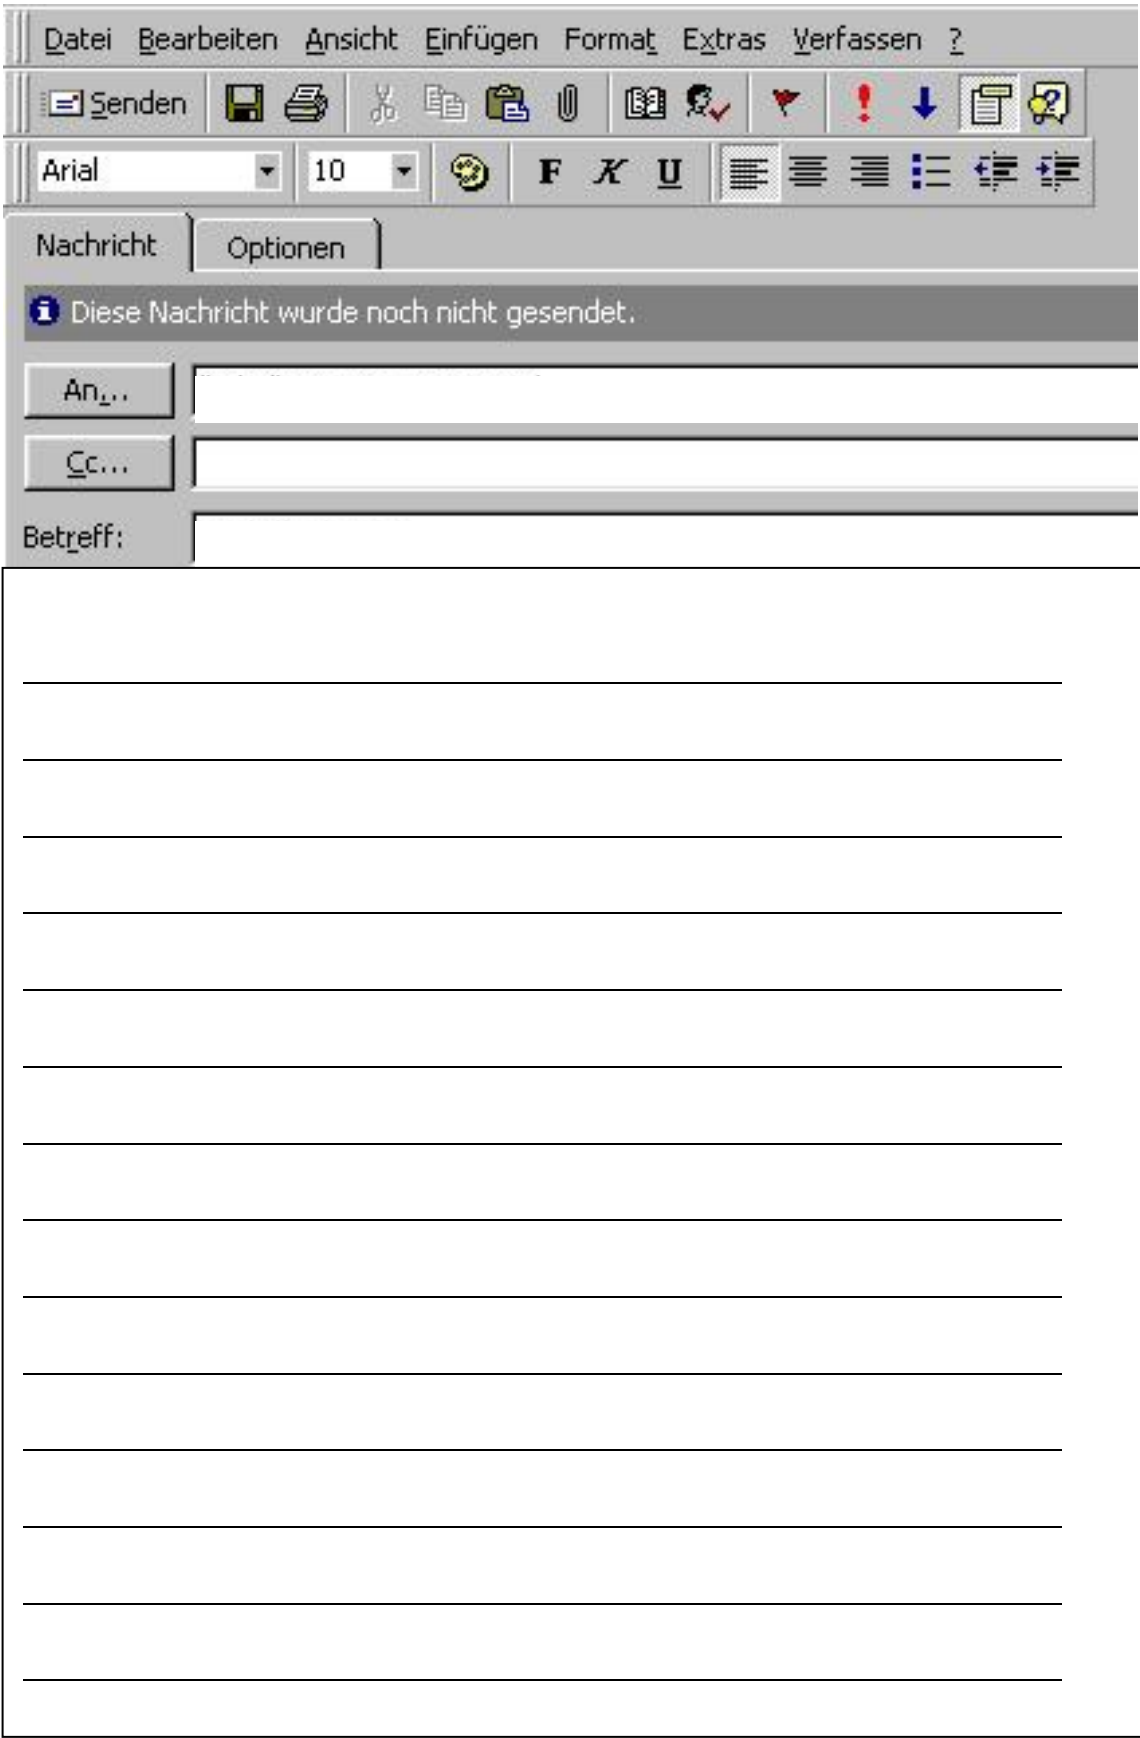 Datei Bearbeiten Ansicht Einfügen Format Extras Verfassen ?
Senden
Arial 10 F K U
Nachricht Optionen
Diese Nachricht wurde noch nicht gesendet.
An...
Cc...
Betreff: